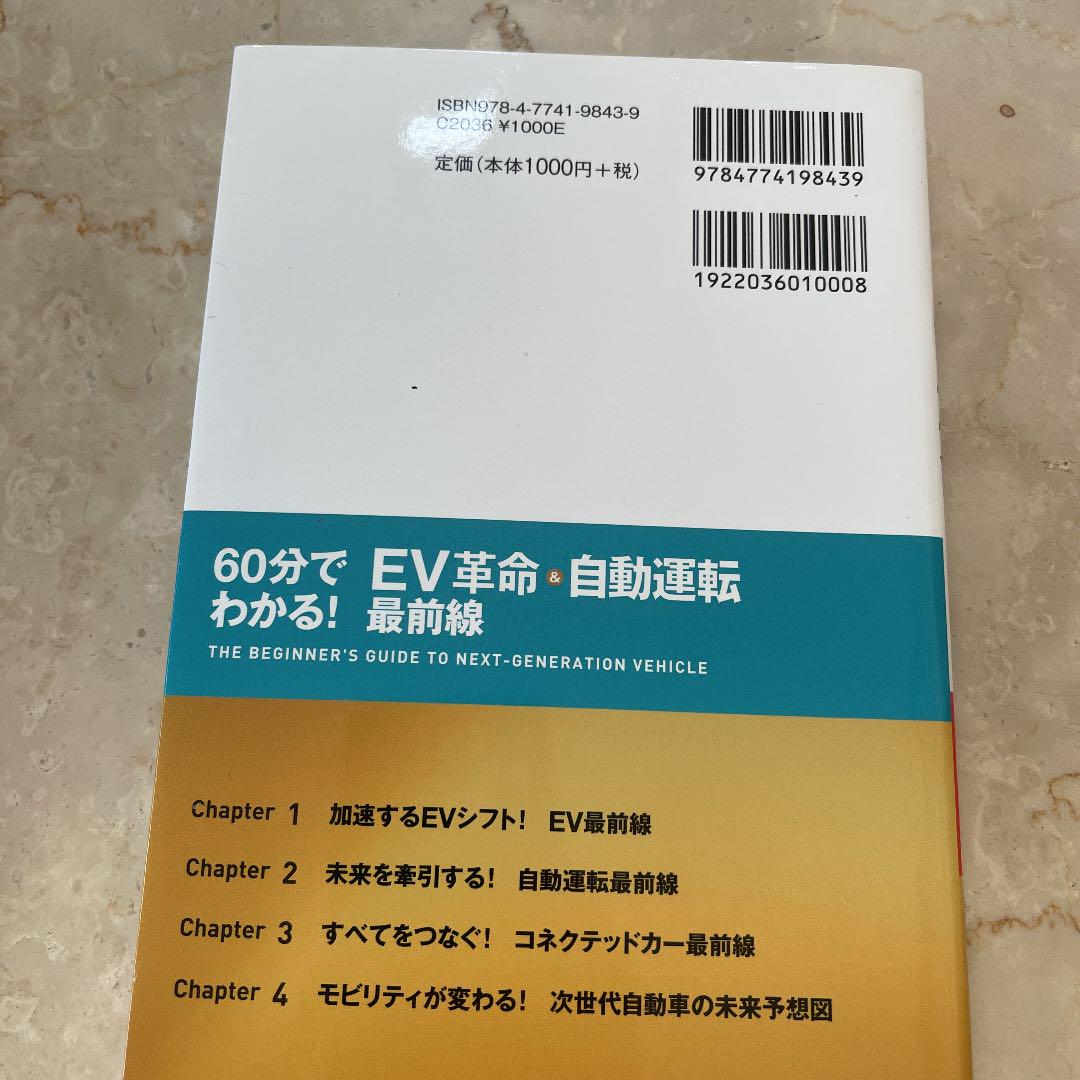 ISBN978-4-7741-9843-9
C2036 ¥1000E
定価(本体1000円+税)
9784774198439
1922036010008
60分で EV革命&自動運転
わかる! 最前線
THE BEGINNER'S GUIDE TO NEXT-GENERATION VEHICLE
Chapter 1 加速するEVシフト! EV最前線
Chapter 2 未来を牽引する! 自動運転最前線
Chapter 3 すべてをつなぐ! コネクテッドカー最前線
Chapter 4 モビリティが変わる! 次世代自動車の未来予想図